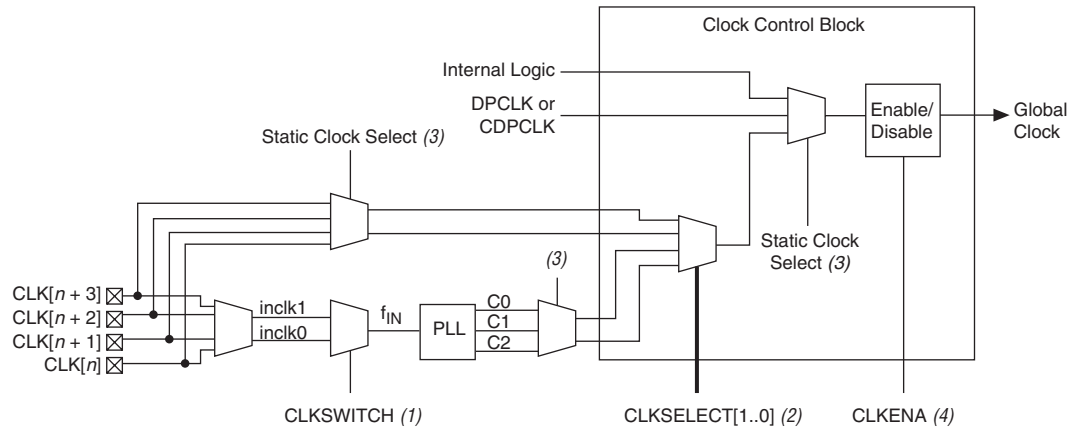 Clock Control Block
Internal Logic
DPCLK or
CDPCLK
Enable/
Disable
Global
Clock
Static Clock Select (3)
Static Clock
Select (3)
(3)
CLK[n + 3]
CLK[n + 2]
CLK[n + 1]
CLK[n]
inclk1
inclk0
fIN
PLL
C0
C1
C2
CLKSWITCH (1)
CLKSELECT[1..0] (2)
CLKENA (4)